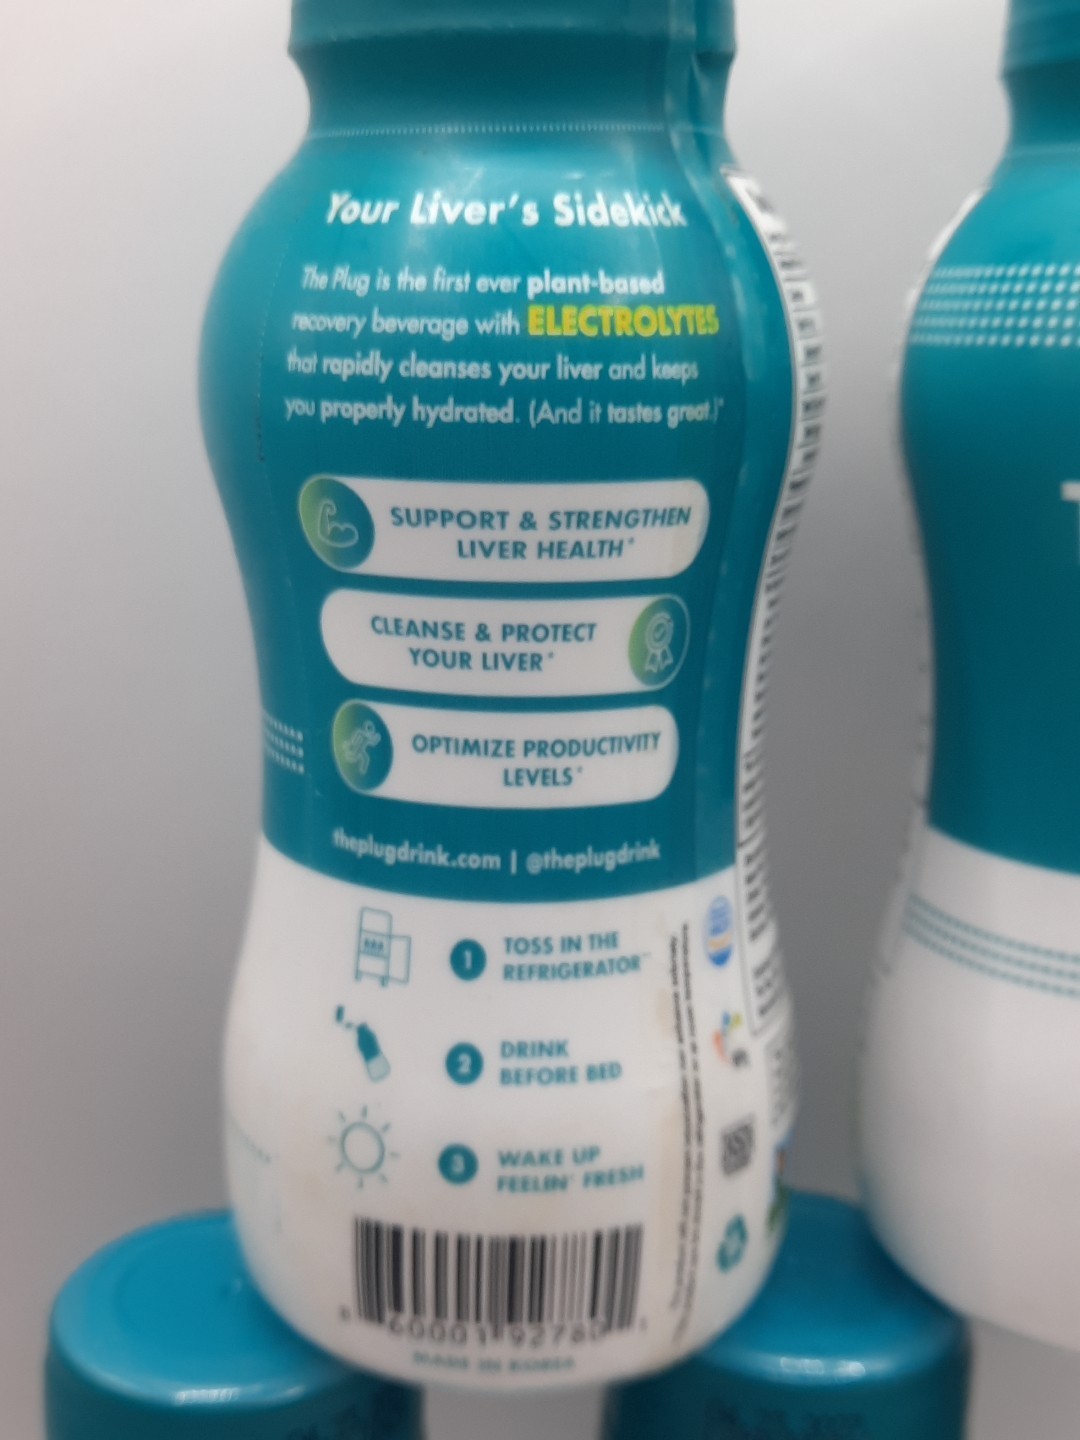 Your Liver's Sidekick
The Plug is the first ever plant-based
recovery beverage with ELECTROLYTES
that rapidly cleanses your liver and keeps
you properly hydrated. (And it tastes great.)*
SUPPORT & STRENGTHEN
LIVER HEALTH*
CLEANSE & PROTECT
YOUR LIVER*
OPTIMIZE PRODUCTIVITY
LEVELS*
theplugdrink.com | @theplugdrink
1 TOSS IN THE
REFRIGERATOR**
2 DRINK
BEFORE BED
3 WAKE UP
FEELIN' FRESH
MADE IN KOREA